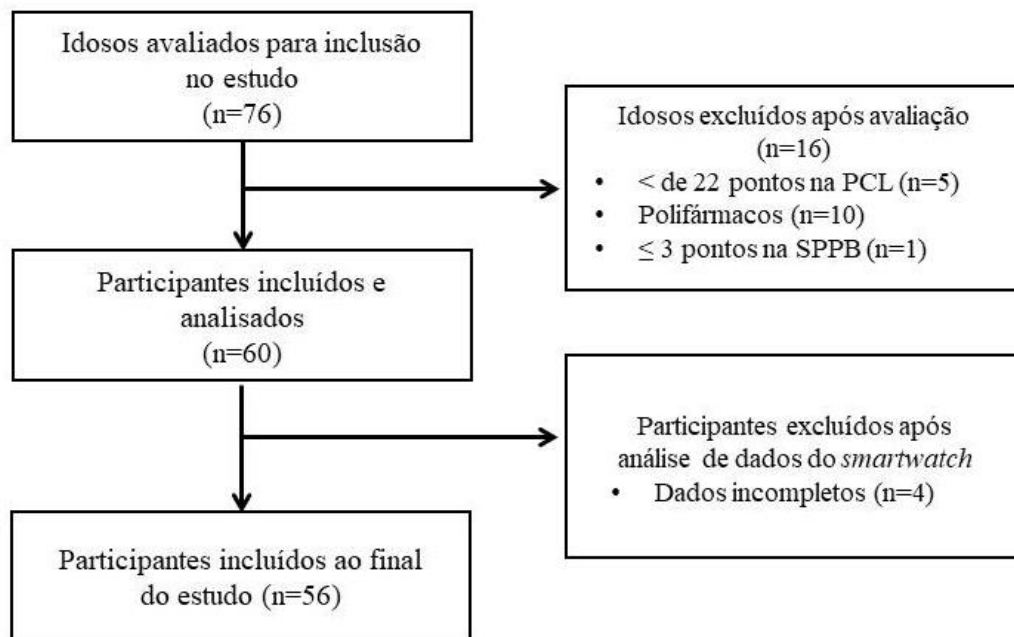 Idosos avaliados para inclusão
no estudo
(n=76)
Idosos excluídos após avaliação
(n=16)
• < de 22 pontos na PCL (n=5)
• Polifármacos (n=10)
• ≤ 3 pontos na SPPB (n=1)
Participantes incluídos e
analisados
(n=60)
Participantes excluídos após
análise de dados do smartwatch
• Dados incompletos (n=4)
Participantes incluídos ao final
do estudo (n=56)